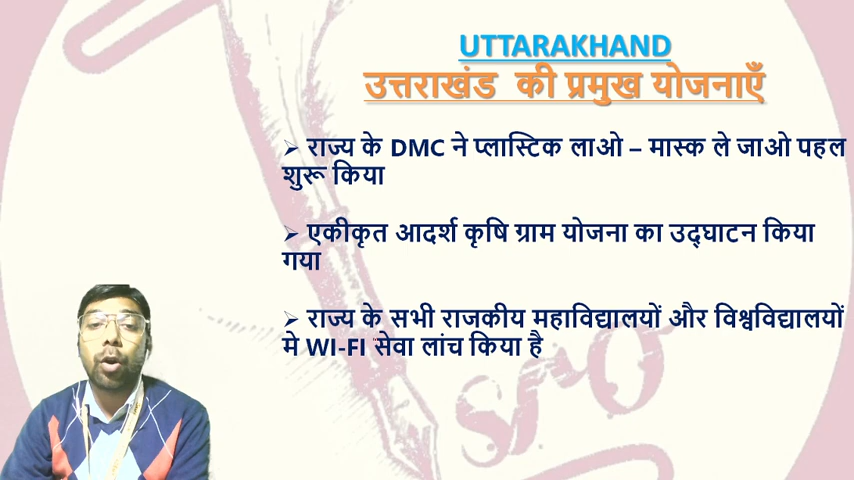 UTTARAKHAND
उत्तराखंड की प्रमुख योजनाएँ
➢ राज्य के DMC ने प्लास्टिक लाओ – मास्क ले जाओ पहल
शुरू किया
➢ एकीकृत आदर्श कृषि ग्राम योजना का उद्घाटन किया
गया
➢ राज्य के सभी राजकीय महाविद्यालयों और विश्वविद्यालयों
मे WI-FI सेवा लांच किया है